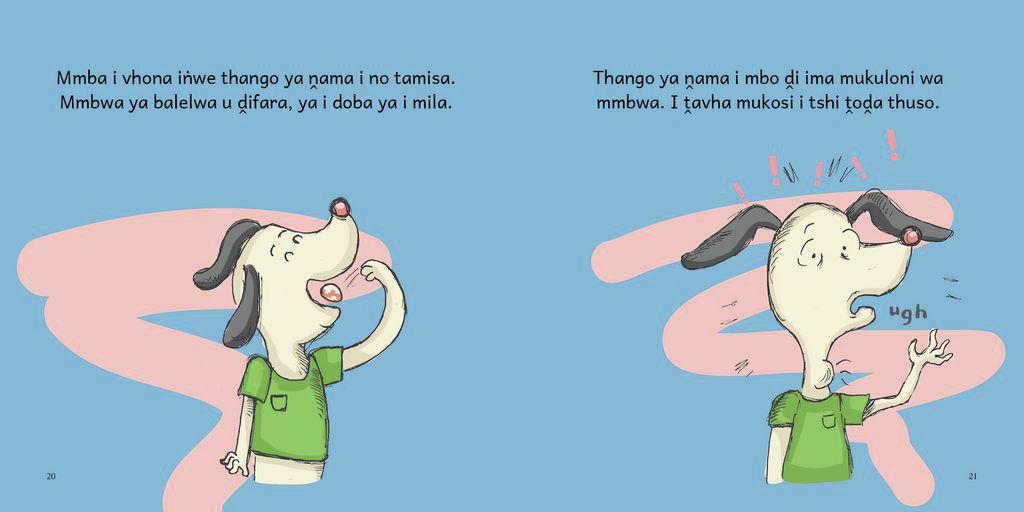 Mmba i vhona iṅwe thango ya ṋama i no tamisa.
Mmbwa ya balelwa u ḓifara, ya i doba ya i mila.
20
Thango ya ṋama i mbo ḓi ima mukuloni wa
mmbwa. I ṱavha mukosi i tshi ṱoḓa thuso.
! ! ! ! !
ugh
21